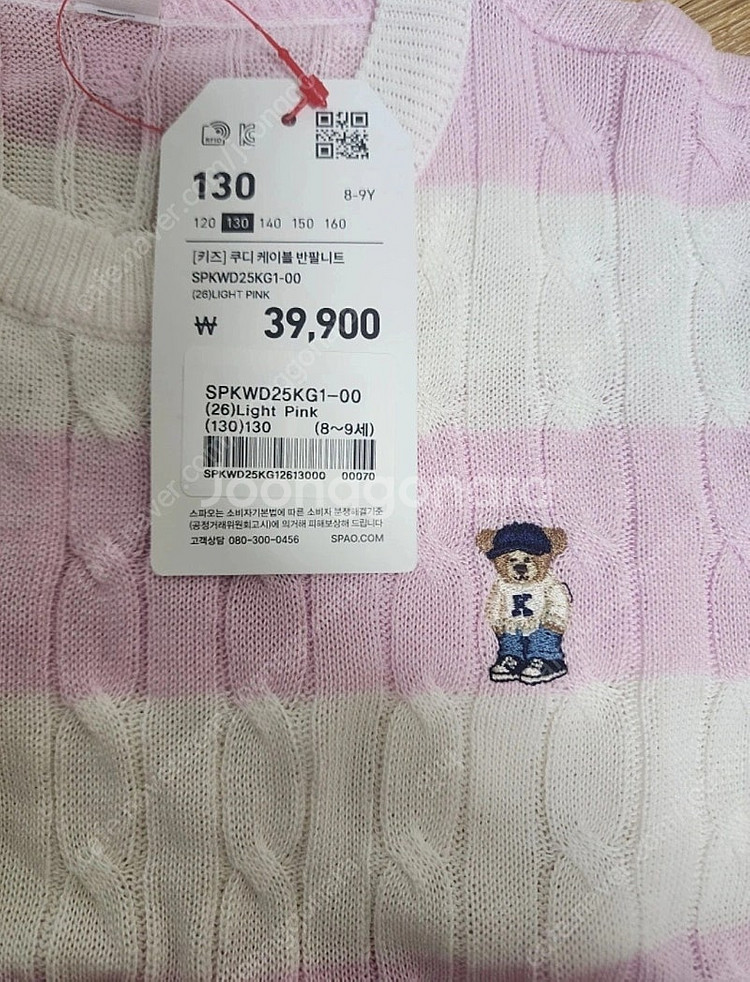 RFID
130
8-9Y
120 130 140 150 160
[키즈] 쿠디 케이블 반팔니트
SPKWD25KG1-00
(26)LIGHT PINK
₩ 39,900
SPKWD25KG1-00
(26)Light Pink
(130)130 (8~9세)
SPKWD25KG12613000 00070
스파오는 소비자기본법에 따른 소비자 분쟁해결기준
(공정거래위원회고시)에 의거해 피해보상해 드립니다
고객상담 080-300-0456 SPAO.COM
Joonggonara
K